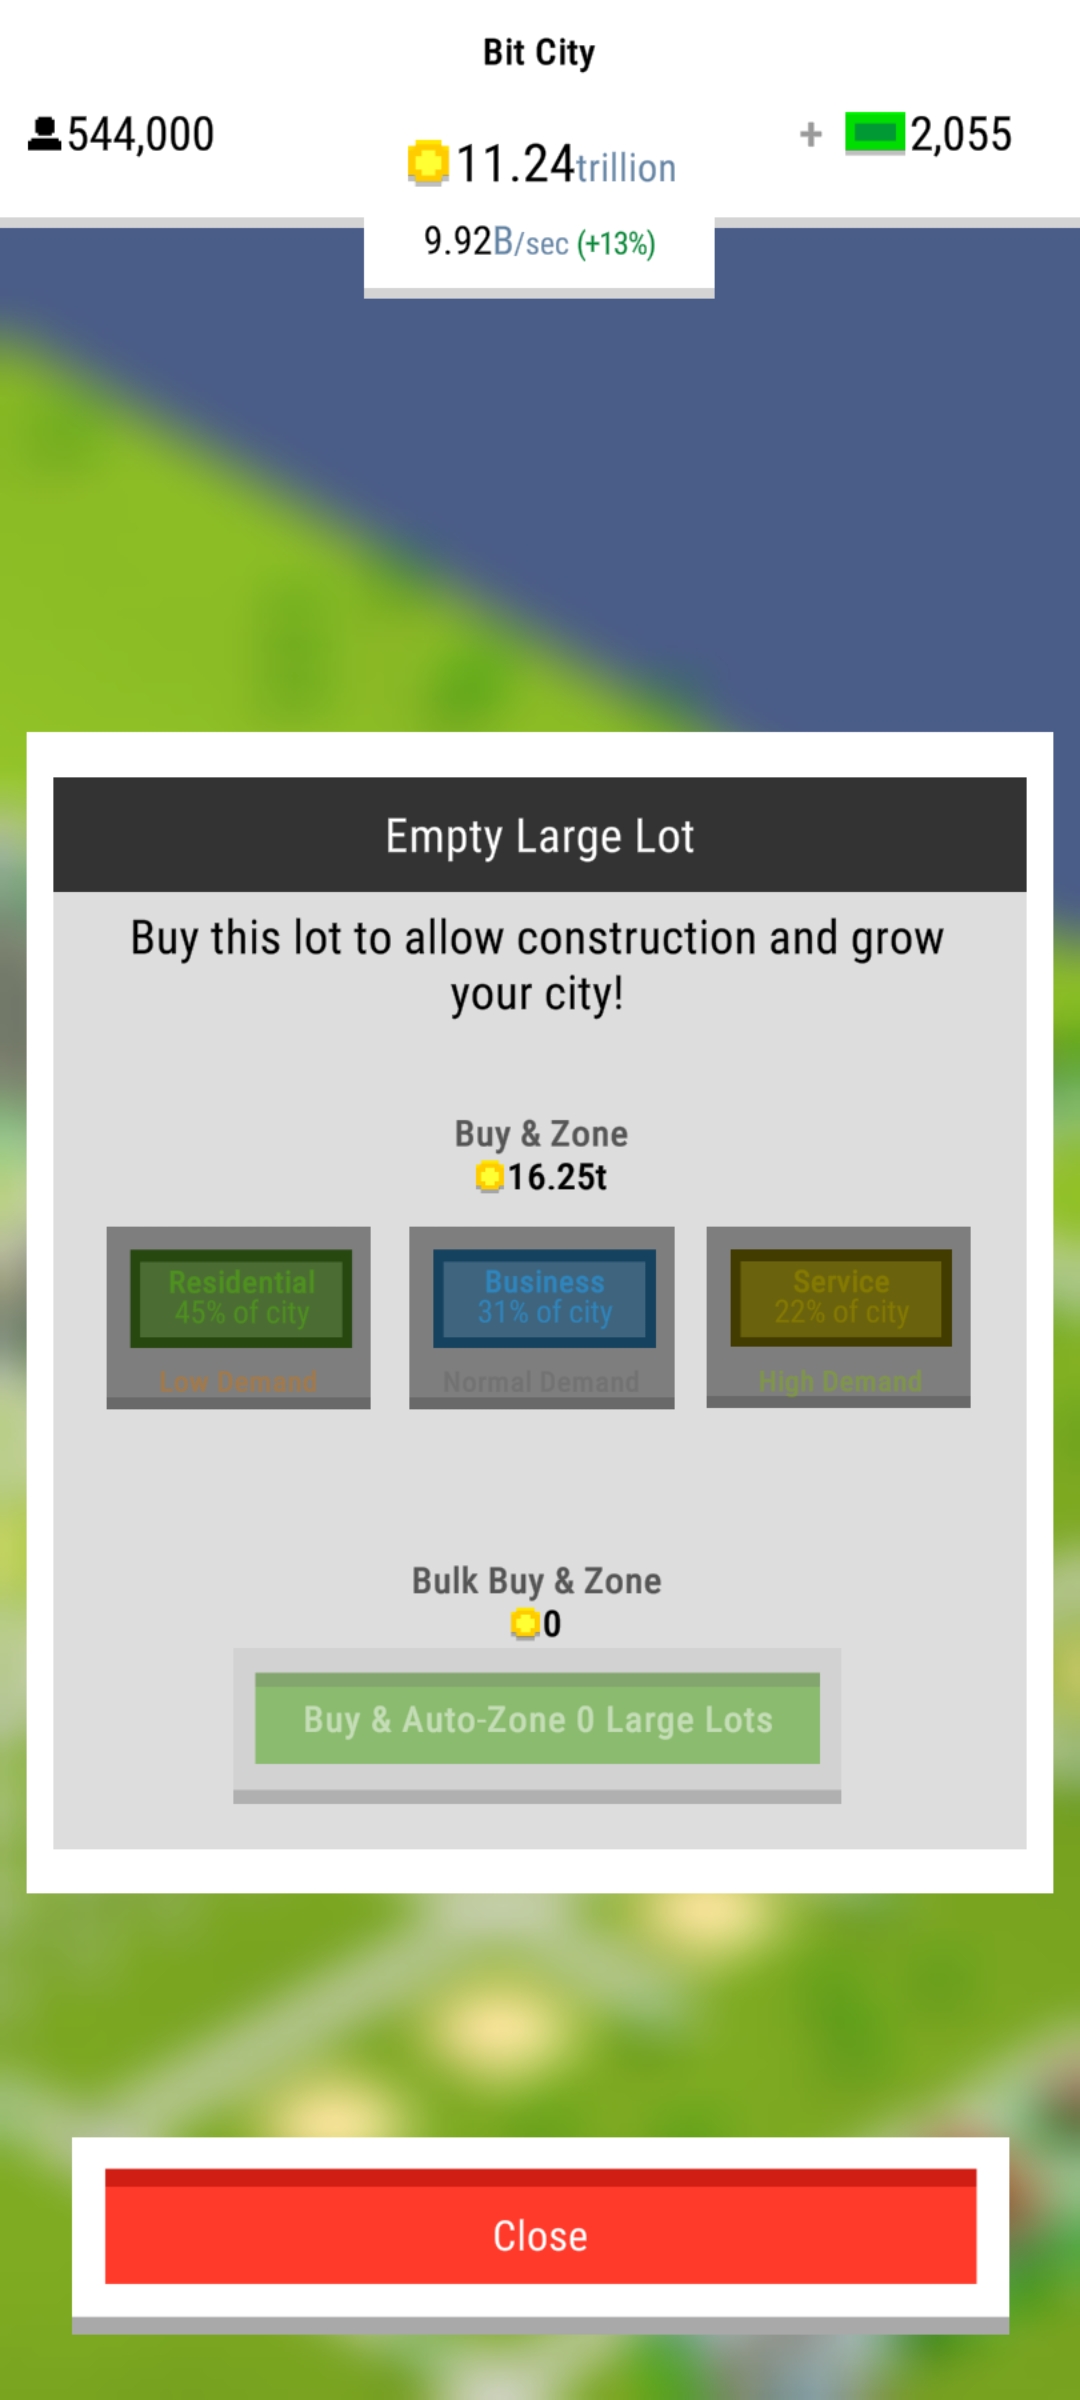 Bit City
544,000
11.24trillion
+ 2,055
9.92B/sec (+13%)
Empty Large Lot
Buy this lot to allow construction and grow
your city!
Buy & Zone
16.25t
Residential
45% of city
Low Demand
Business
31% of city
Normal Demand
Service
22% of city
High Demand
Bulk Buy & Zone
0
Buy & Auto-Zone 0 Large Lots
Close